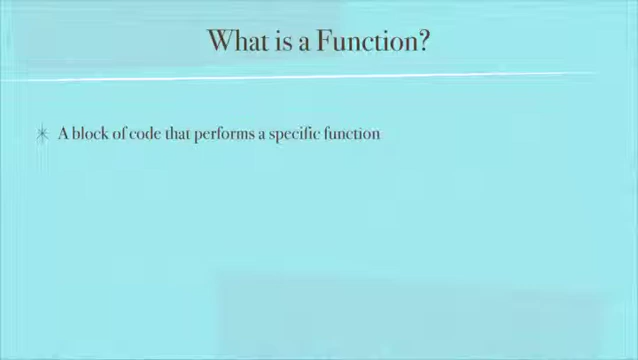 What is a Function?
A block of code that performs a specific function